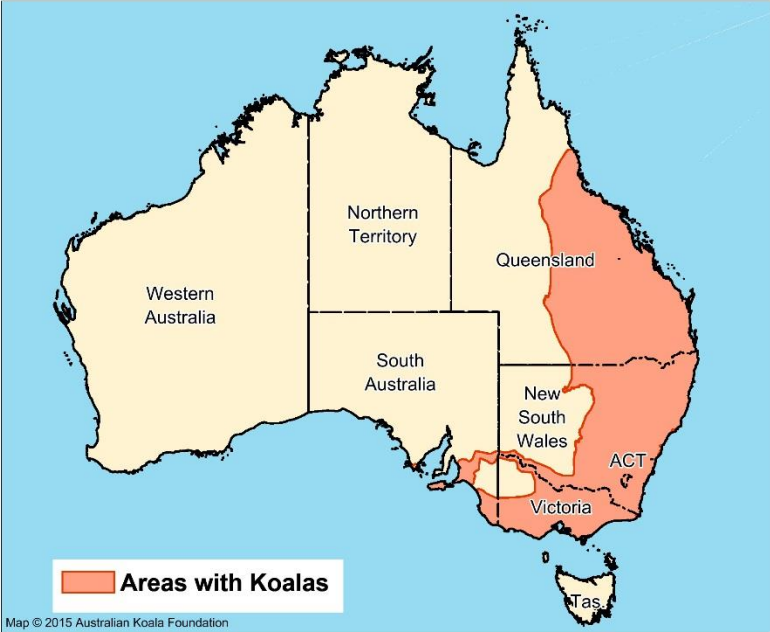 Northern
Territory
Queensland
Western
Australia
South
Australia
New
South
Wales
ACT
Victoria
Areas with Koalas
Tas.
Map © 2015 Australian Koala Foundation